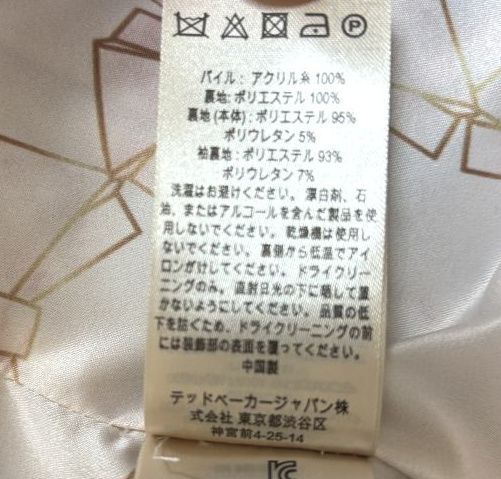 パイル: アクリル糸 100%
裏地: ポリエステル 100%
裏地 (本体): ポリエステル 95%
ポリウレタン 5%
袖裏地: ポリエステル 93%
ポリウレタン 7%
洗濯はお避けください。漂白剤、石
油、またはアルコールを含んだ製品を使
用しないでください。乾燥機は使用し
ないでください。裏側から低温でアイ
ロンがけしてください。ドライクリー
ニングのみ。直射日光の下に晒して置
かないようにしてください。品質の低
下を防ぐため、ドライクリーニングの前
には装飾部の表面を覆ってください。
中国製
テッドベーカージャパン株
式会社 東京都渋谷区
神宮前4-25-14